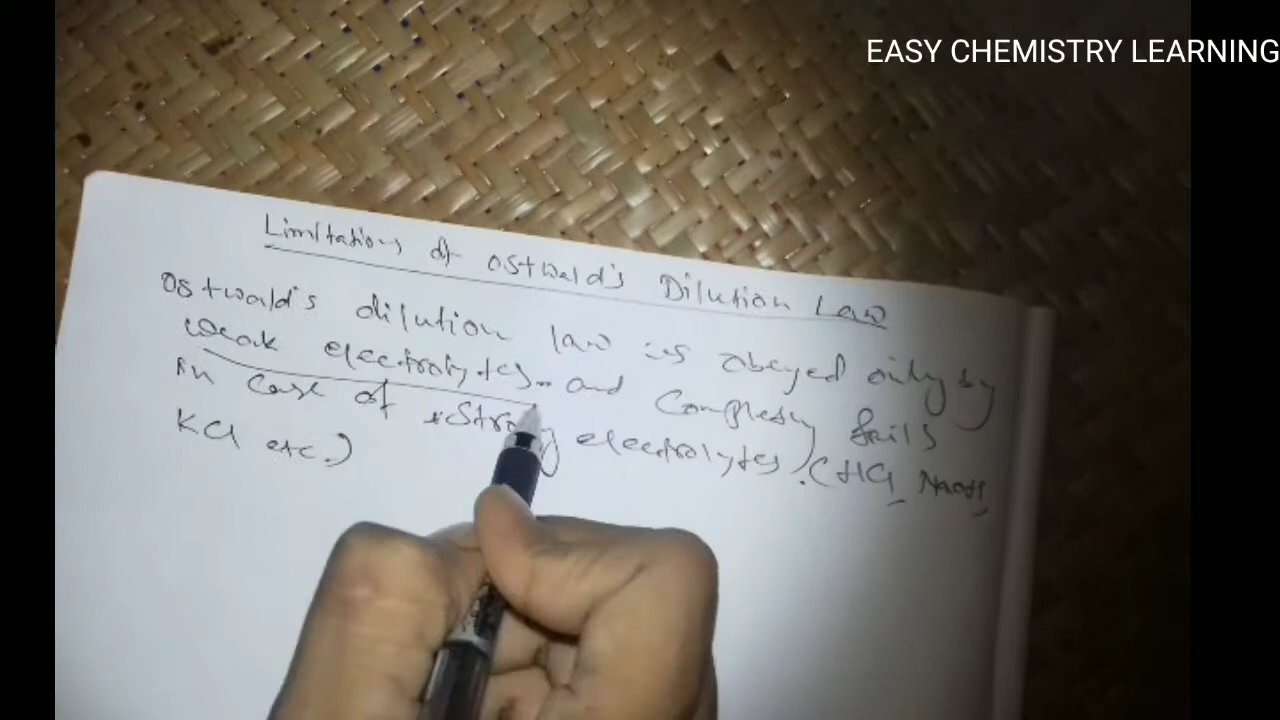 EASY CHEMISTRY LEARNING
Limitations of Ostwald's Dilution Law
Ostwald's dilution law is obeyed only by
weak electrolytes and completely fails
in case of strong electrolytes. (HCl, NaOH,
KCl etc.)